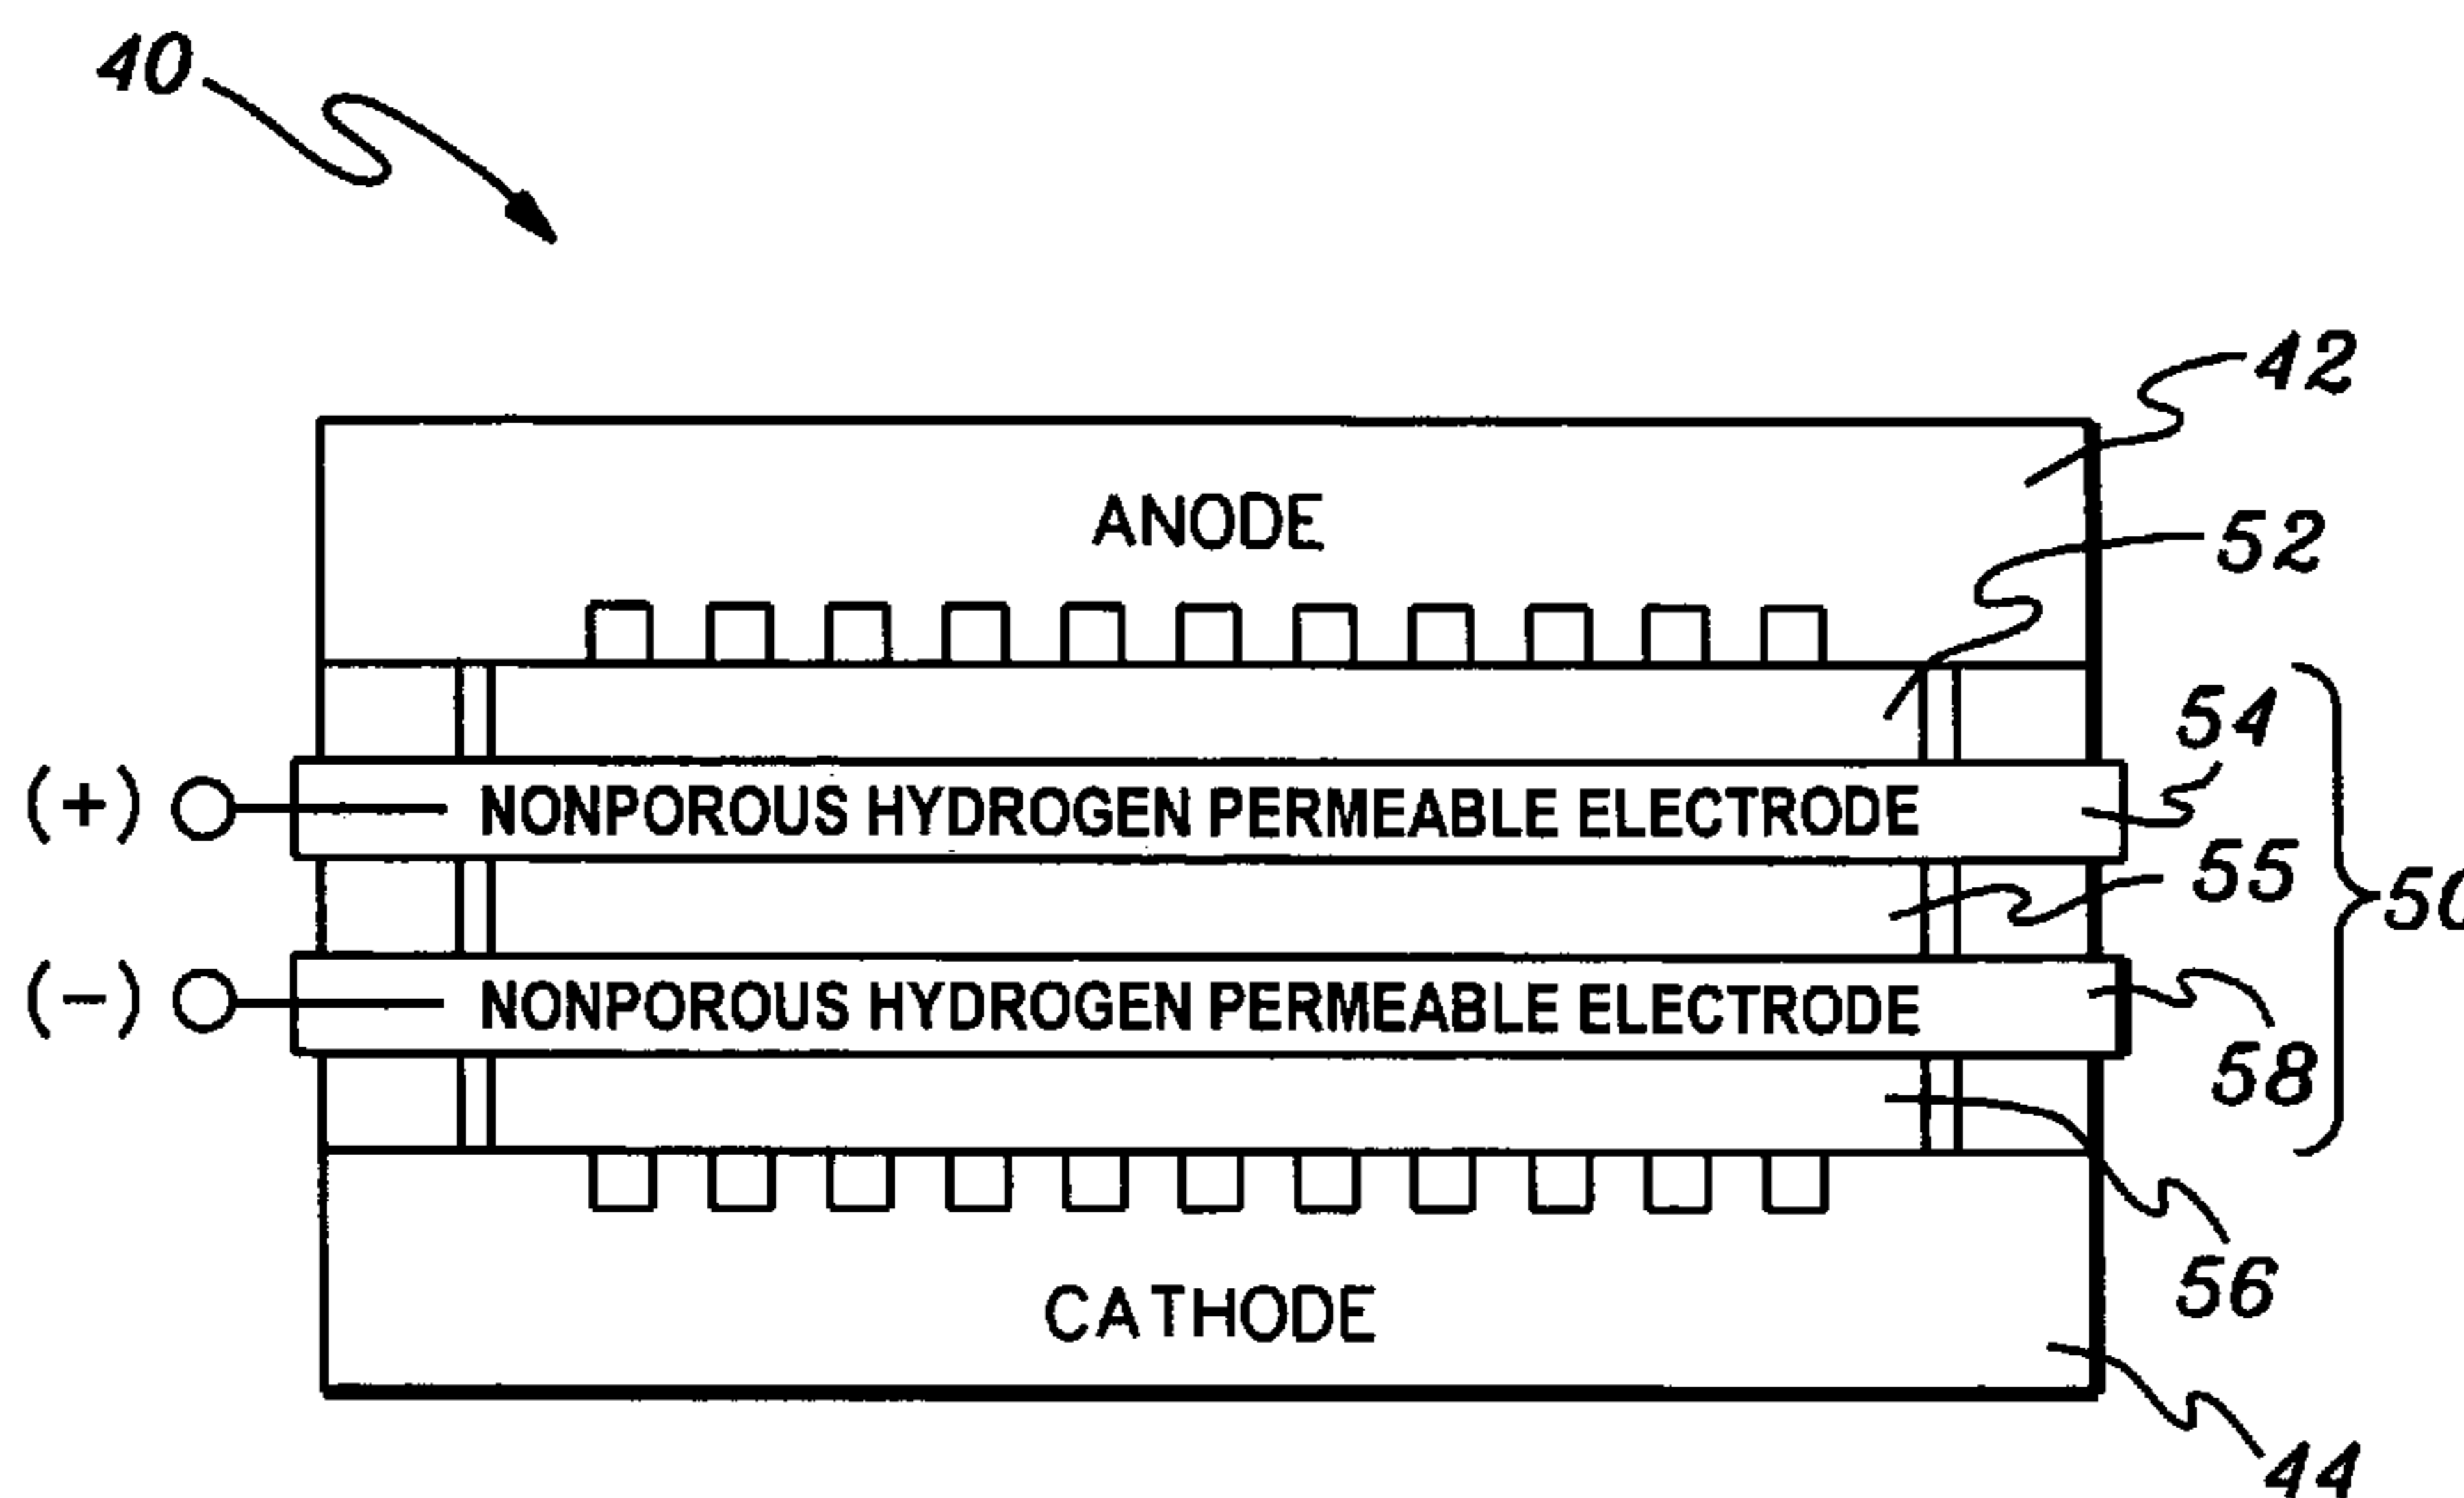 40
42
ANODE
52
54
(+) NONPOROUS HYDROGEN PERMEABLE ELECTRODE
55
50
(-) NONPOROUS HYDROGEN PERMEABLE ELECTRODE
58
56
CATHODE
44